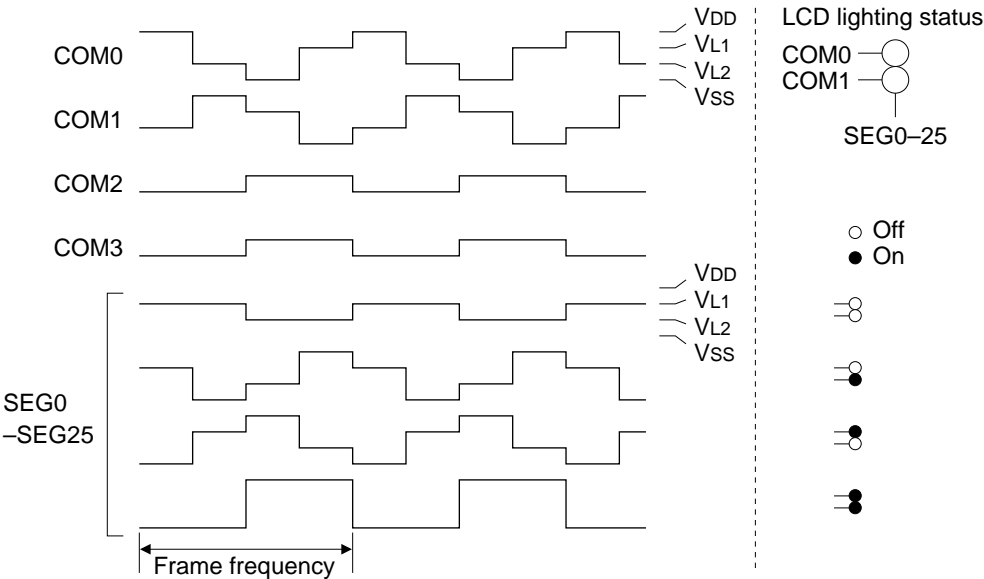 COM0
COM1
COM2
COM3
VDD
VL1
VL2
VSS
VDD
VL1
VL2
VSS
SEG0
–SEG25
Frame frequency
LCD lighting status
COM0
COM1
SEG0–25
Off
On